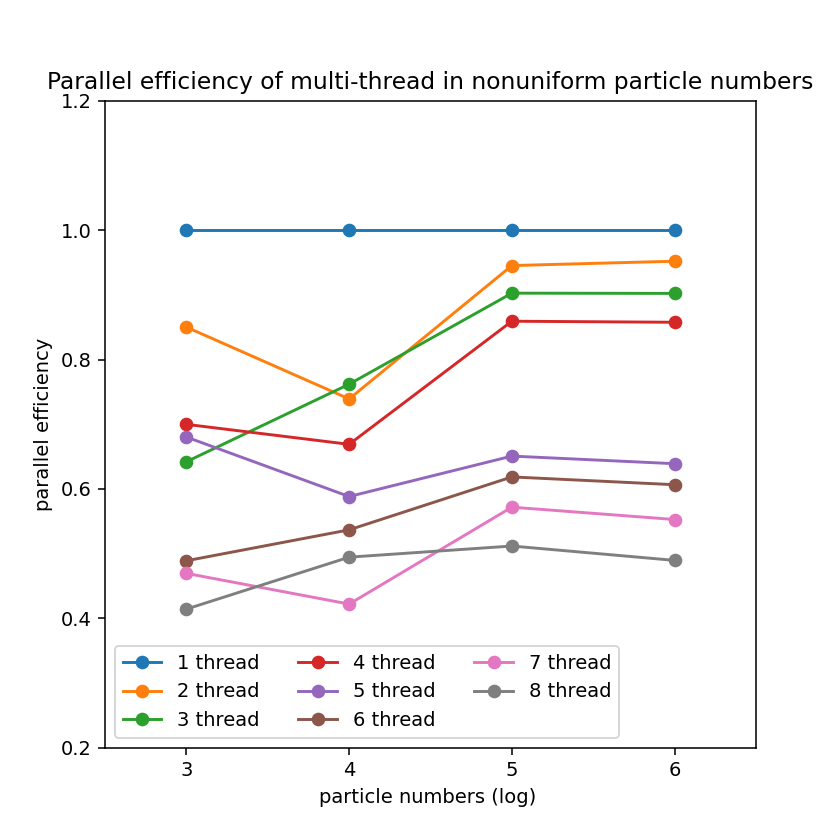 Parallel efficiency of multi-thread in nonuniform particle numbers
1.2
1.0
0.8
0.6
0.4
0.2
parallel efficiency
1 thread
2 thread
3 thread
4 thread
5 thread
6 thread
7 thread
8 thread
3 4 5 6
particle numbers (log)